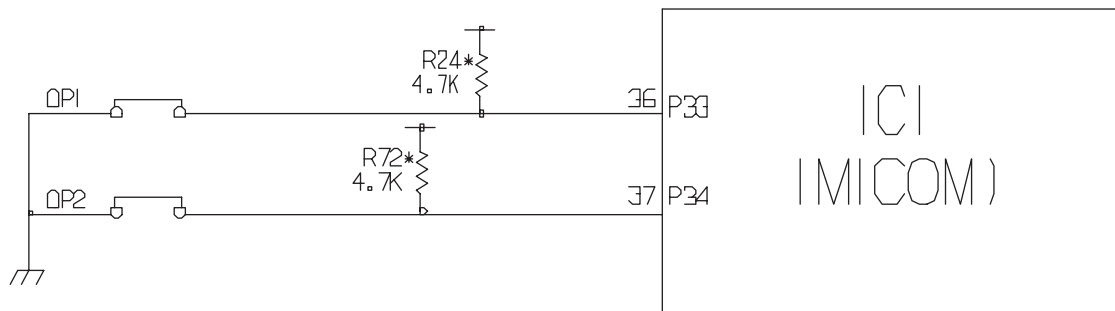 R24*
4.7K
OP1
36
P33
R72*
4.7K
OP2
37
P34
IC1
(MICOM)